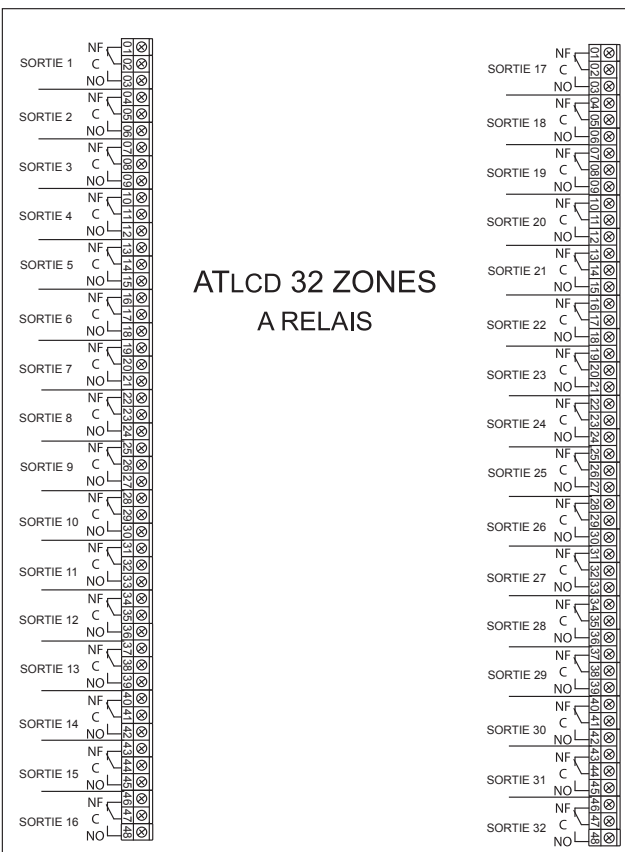 NF 01
SORTIE 1 C 02
NO 03
NF 04
SORTIE 2 C 05
NO 06
NF 07
SORTIE 3 C 08
NO 09
NF 10
SORTIE 4 C 11
NO 12
NF 13
SORTIE 5 C 14
NO 15
NF 16
SORTIE 6 C 17
NO 18
NF 19
SORTIE 7 C 20
NO 21
NF 22
SORTIE 8 C 23
NO 24
NF 25
SORTIE 9 C 26
NO 27
NF 28
SORTIE 10 C 29
NO 30
NF 31
SORTIE 11 C 32
NO 33
NF 34
SORTIE 12 C 35
NO 36
NF 37
SORTIE 13 C 38
NO 39
NF 40
SORTIE 14 C 41
NO 42
NF 43
SORTIE 15 C 44
NO 45
NF 46
SORTIE 16 C 47
NO 48
ATLCD 32 ZONES
A RELAIS
NF 01
SORTIE 17 C 02
NO 03
NF 04
SORTIE 18 C 05
NO 06
NF 07
SORTIE 19 C 08
NO 09
NF 10
SORTIE 20 C 11
NO 12
NF 13
SORTIE 21 C 14
NO 15
NF 16
SORTIE 22 C 17
NO 18
NF 19
SORTIE 23 C 20
NO 21
NF 22
SORTIE 24 C 23
NO 24
NF 25
SORTIE 25 C 26
NO 27
NF 28
SORTIE 26 C 29
NO 30
NF 31
SORTIE 27 C 32
NO 33
NF 34
SORTIE 28 C 35
NO 36
NF 37
SORTIE 29 C 38
NO 39
NF 40
SORTIE 30 C 41
NO 42
NF 43
SORTIE 31 C 44
NO 45
NF 46
SORTIE 32 C 47
NO 48